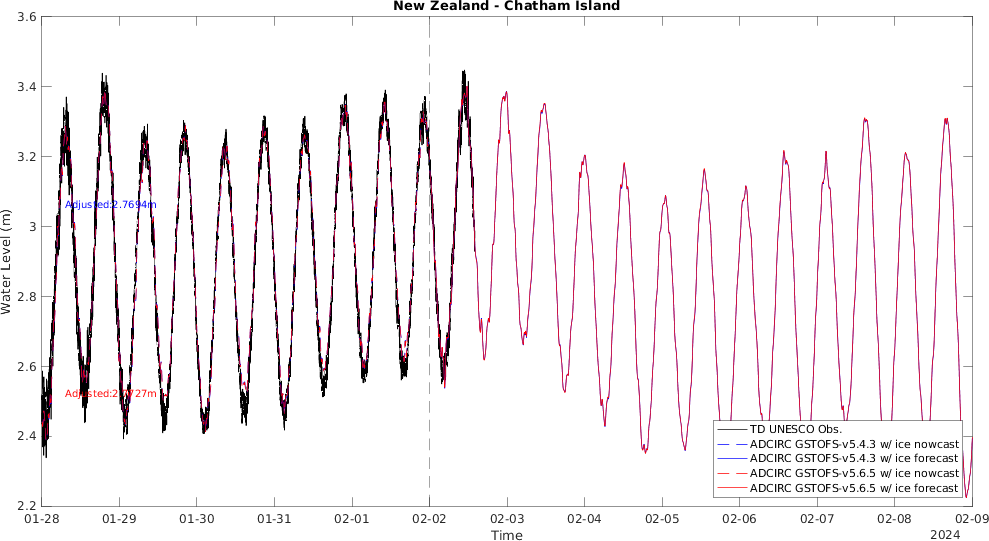 New Zealand - Chatham Island
3.6
3.4
3.2
3
2.8
2.6
2.4
2.2
Water Level (m)
Adjusted:2.7694m
TD UNESCO Obs.
ADCIRC GSTOFS-v5.4.3 w/ ice nowcast
ADCIRC GSTOFS-v5.4.3 w/ ice forecast
ADCIRC GSTOFS-v5.6.5 w/ ice nowcast
ADCIRC GSTOFS-v5.6.5 w/ ice forecast
01-28 01-29 01-30 01-31 02-01 02-02 02-03 02-04 02-05 02-06 02-07 02-08 02-09
Time
2024